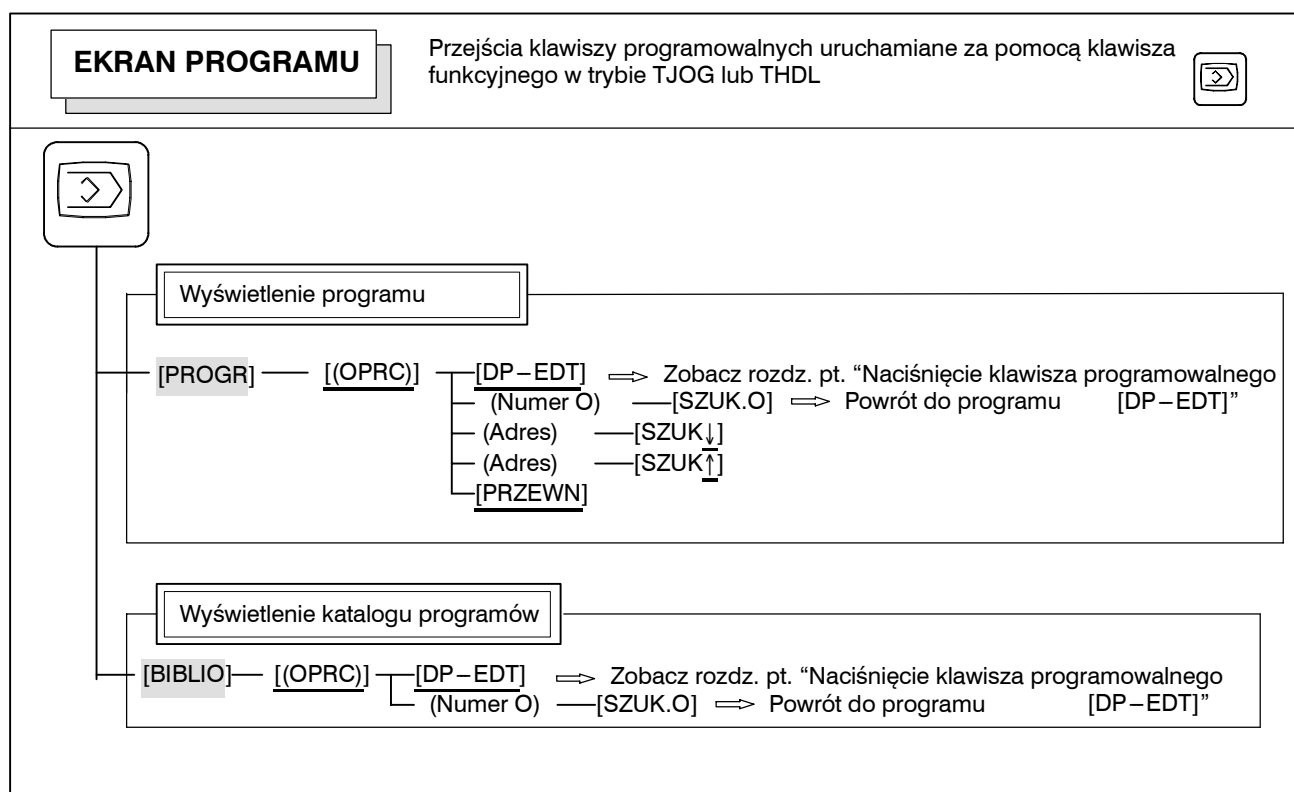 EKRAN PROGRAMU
Przejścia klawiszy programowalnych uruchamiane za pomocą klawisza
funkcyjnego w trybie TJOG lub THDL
Wyświetlenie programu
[PROGR] [(OPRC)] [DP–EDT] ⇒ Zobacz rozdz. pt. “Naciśnięcie klawisza programowalnego
(Numer O) [SZUK.O] ⇒ Powrót do programu [DP–EDT]”
(Adres) [SZUK↓]
(Adres) [SZUK↑]
[PRZEWN]
Wyświetlenie katalogu programów
[BIBLIO] [(OPRC)] [DP–EDT] ⇒ Zobacz rozdz. pt. “Naciśnięcie klawisza programowalnego
(Numer O) [SZUK.O] ⇒ Powrót do programu [DP–EDT]”